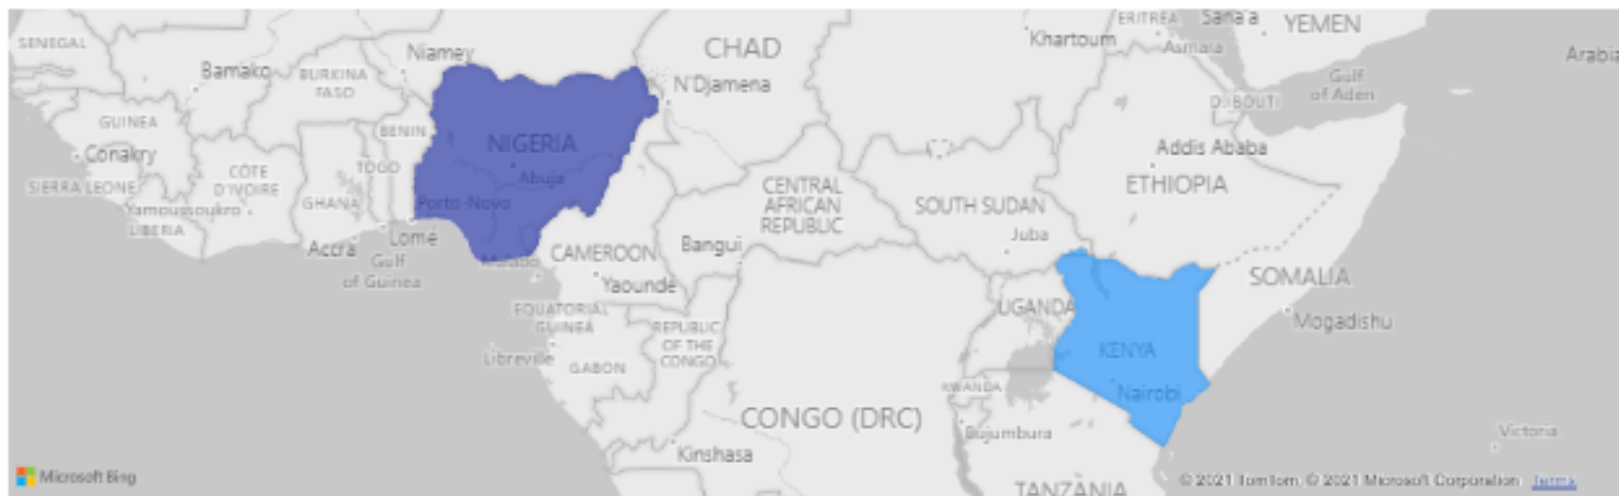 SENEGAL
Bamako
Niamey
BURKINA
FASO
CHAD
N'Djamena
Khartoum
ERITREA
Asmara
Sana'a
YEMEN
Gulf
of Aden
Arabia
GUINEA
Conakry
SIERRA LEONE
CÔTE
D'IVOIRE
Yamoussoukro
LIBERIA
GHANA
Accra
TOGO
BENIN
Lomé
Gulf
of Guinea
NIGERIA
Abuja
Porto-Novo
Malabo
CAMEROON
Yaoundé
EQUATORIAL
GUINEA
Libreville
GABON
REPUBLIC
OF THE
CONGO
CENTRAL
AFRICAN
REPUBLIC
Bangui
SOUTH SUDAN
Juba
DJIBOUTI
Addis Ababa
ETHIOPIA
SOMALIA
Mogadishu
UGANDA
KENYA
Nairobi
RWANDA
Bujumbura
CONGO (DRC)
Kinshasa
TANZANIA
Victoria
Microsoft Bing
© 2021 TomTom, © 2021 Microsoft Corporation Terms